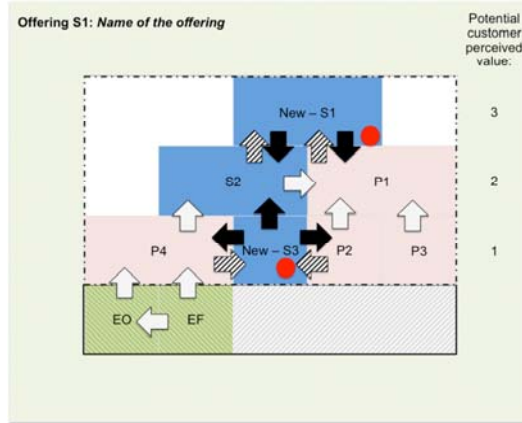 Offering S1: Name of the offering
Potential
customer
perceived
value:
New – S1
3
S2
P1
2
P4
New – S3
P2
P3
1
EO
EF